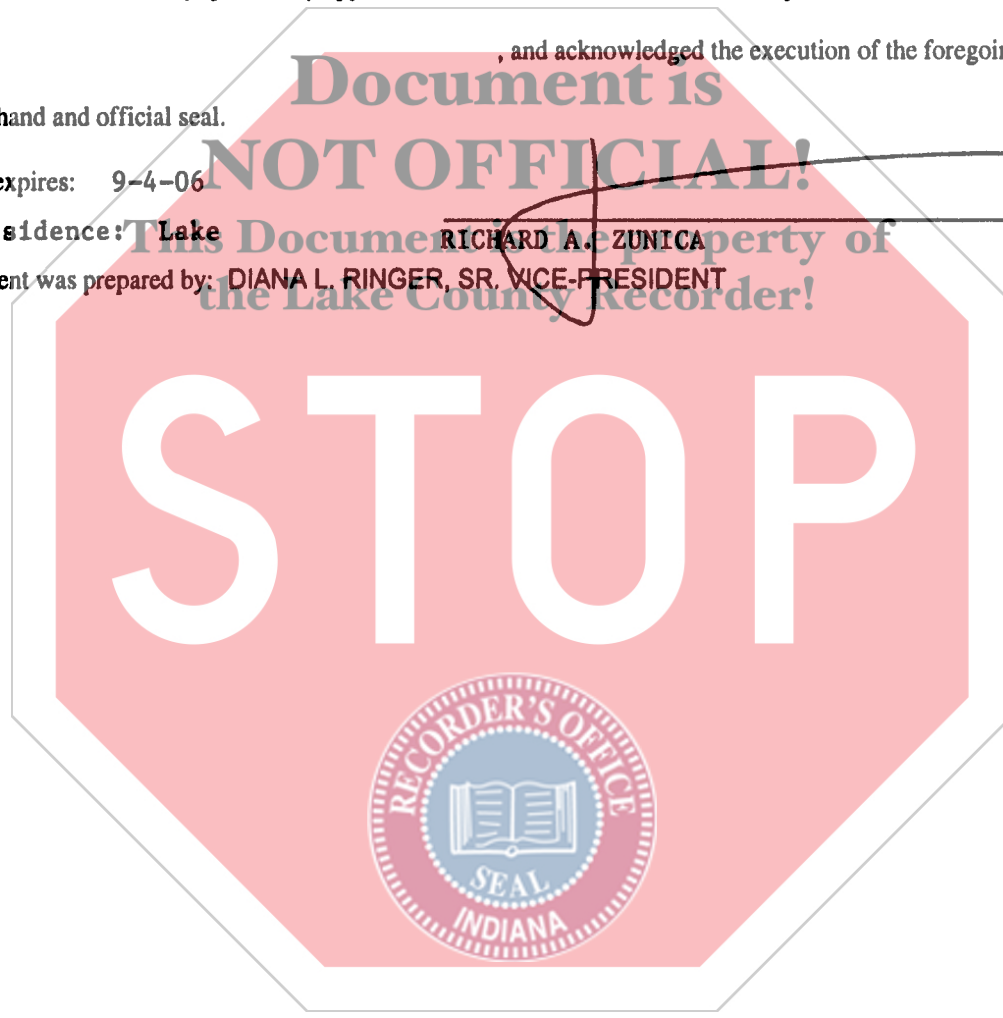 , and acknowledged the execution of the foregoin
Document is
hand and official seal.
NOT OFFICIAL!
expires: 9-4-06
sidence: Lake
This Document is the property of
RICHARD A. ZUNICA
ent was prepared by: DIANA L. RINGER, SR. VICE-PRESIDENT
the Lake County Recorder!
STOP
RECORDER'S OFFICE
SEAL
INDIANA